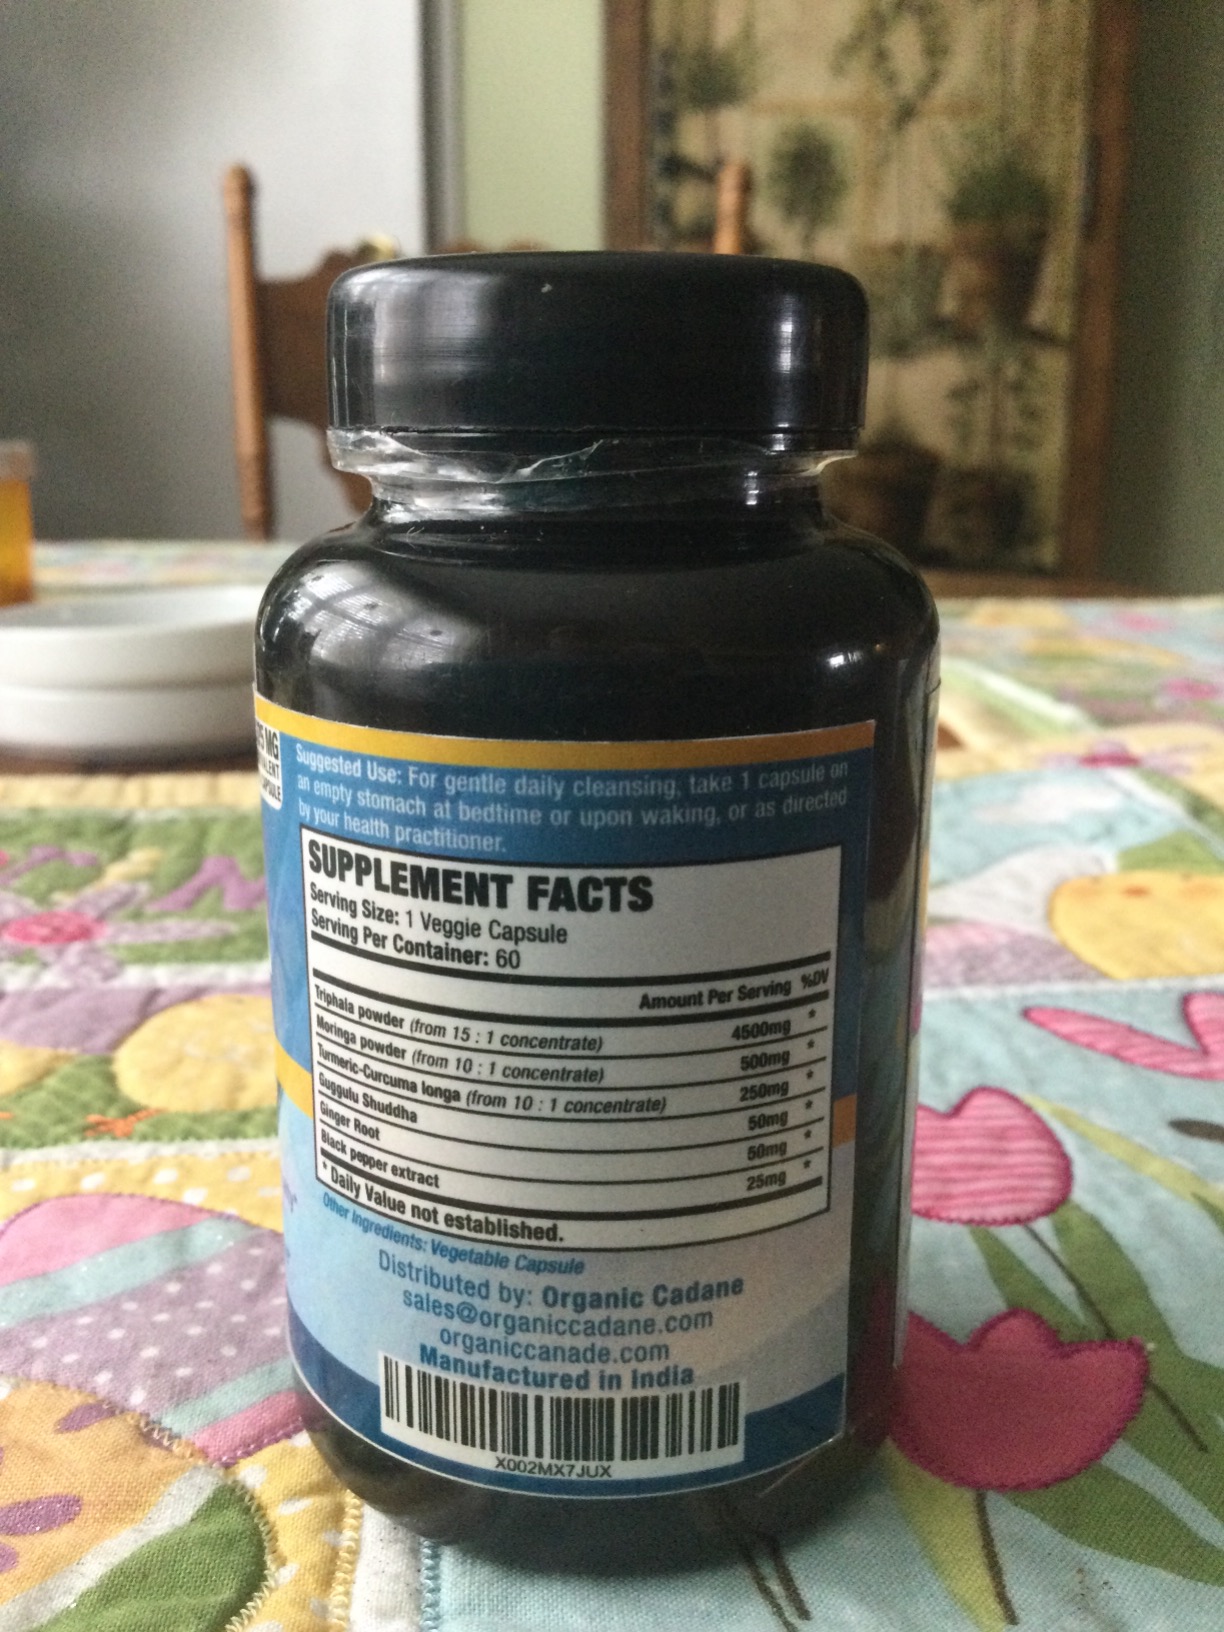 Suggested Use: For gentle daily cleansing, take 1 capsule on
an empty stomach at bedtime or upon waking, or as directed
by your health practitioner.
SUPPLEMENT FACTS
Serving Size: 1 Veggie Capsule
Serving Per Container: 60
Amount Per Serving %DV
Triphala powder (from 15 : 1 concentrate) 4500mg *
Moringa powder (from 10 : 1 concentrate) 500mg *
Turmeric-Curcuma longa (from 10 : 1 concentrate) 250mg *
Guggulu Shuddha 50mg *
Ginger Root 50mg *
Black pepper extract 25mg *
* Daily Value not established.
Other Ingredients: Vegetable Capsule
Distributed by: Organic Cadane
sales@organiccadane.com
organiccanade.com
Manufactured in India
X002MX7JUX